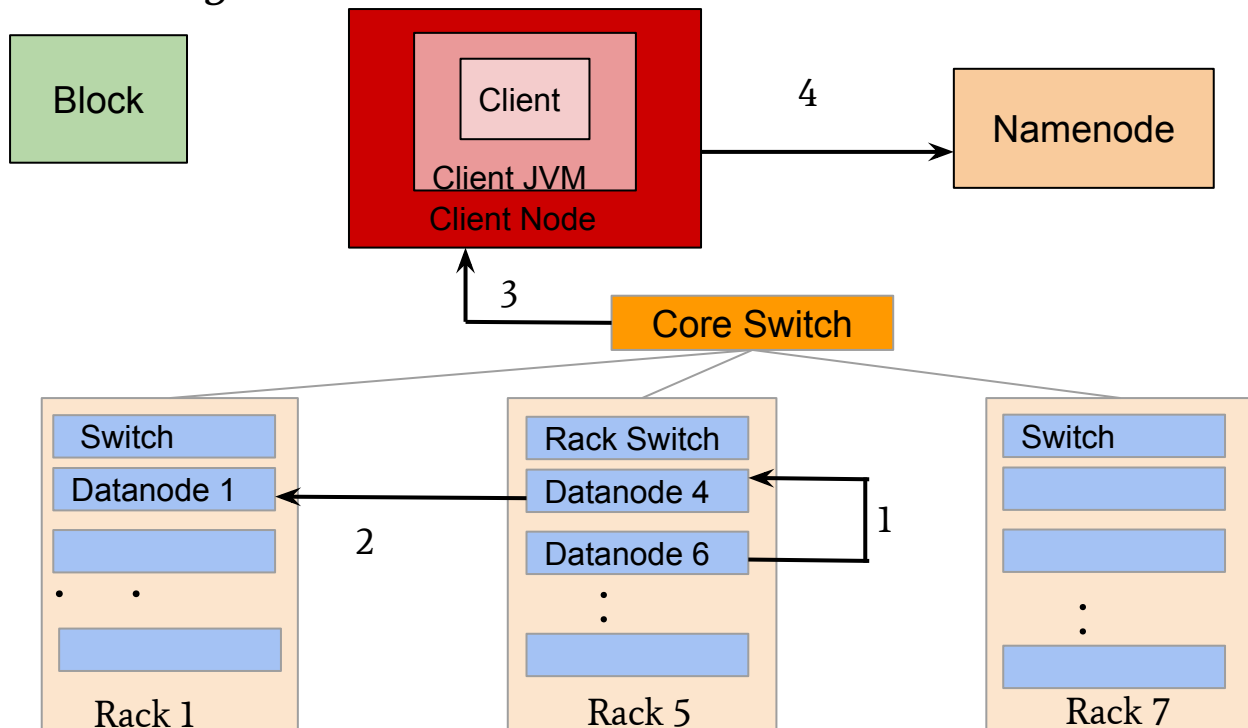 Block
Client
Client JVM
Client Node
4
Namenode
3
Core Switch
Switch
Datanode 1
Rack Switch
Datanode 4
Datanode 6
Switch
2
1
Rack 1
Rack 5
Rack 7